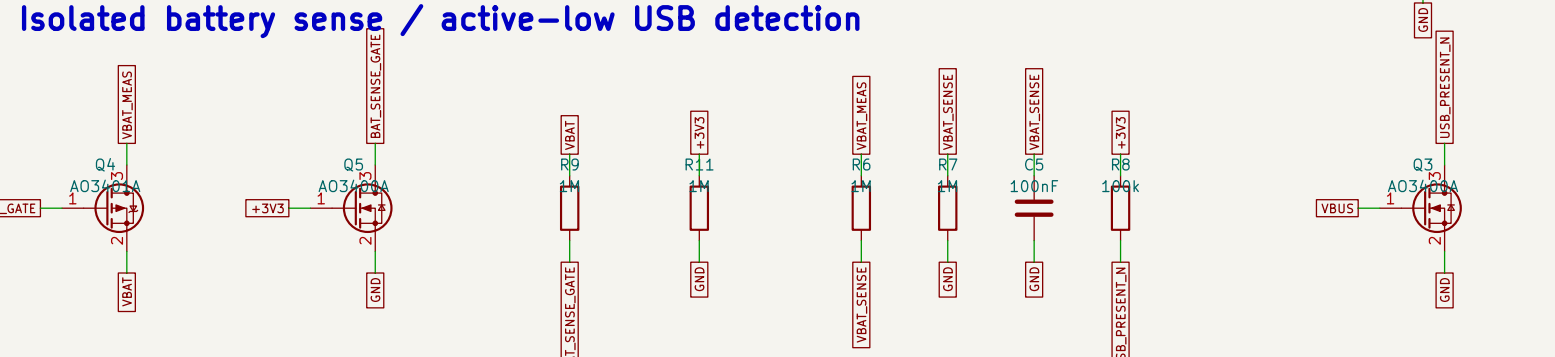 Isolated battery sense / active-low USB detection
GND
VBAT_MEAS
Q4
AO3401A
3
1
2
_GATE
VBAT
BAT_SENSE_GATE
Q5
AO3400A
3
1
2
+3V3
GND
VBAT
R9
1M
T_SENSE_GATE
+3V3
R11
1M
GND
VBAT_MEAS
R6
1M
VBAT_SENSE
VBAT_SENSE
R7
1M
GND
VBAT_SENSE
C5
100nF
GND
+3V3
R8
100k
SB_PRESENT_N
USB_PRESENT_N
Q3
AO3400A
3
1
2
VBUS
GND